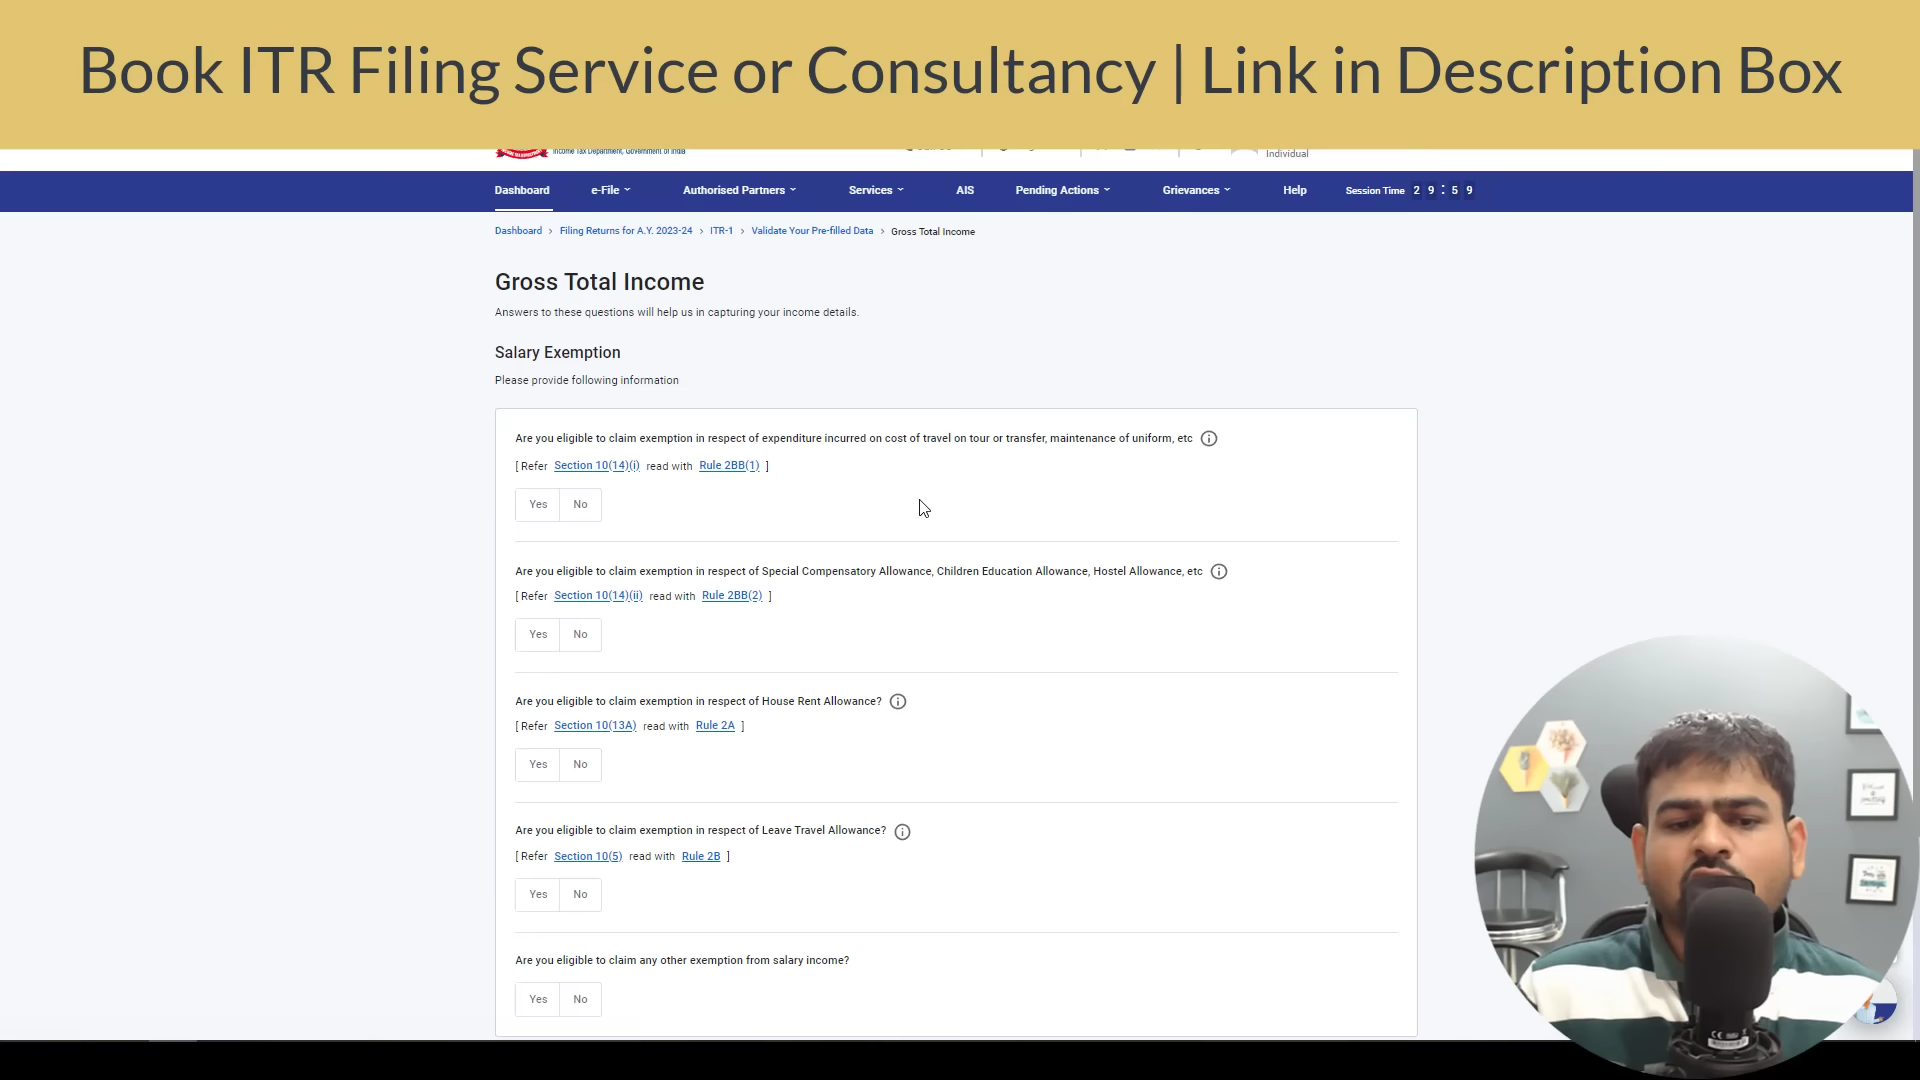 Book ITR Filing Service or Consultancy | Link in Description Box
Income Tax Department, Government of India
Individual
Dashboard e-File Authorised Partners Services AIS Pending Actions Grievances Help Session Time 2 9 : 5 9
Dashboard > Filing Returns for A.Y. 2023-24 > ITR-1 > Validate Your Pre-filled Data > Gross Total Income
Gross Total Income
Answers to these questions will help us in capturing your income details.
Salary Exemption
Please provide following information
Are you eligible to claim exemption in respect of expenditure incurred on cost of travel on tour or transfer, maintenance of uniform, etc
[ Refer Section 10(14)(i) read with Rule 2BB(1) ]
Yes No
Are you eligible to claim exemption in respect of Special Compensatory Allowance, Children Education Allowance, Hostel Allowance, etc
[ Refer Section 10(14)(ii) read with Rule 2BB(2) ]
Yes No
Are you eligible to claim exemption in respect of House Rent Allowance?
[ Refer Section 10(13A) read with Rule 2A ]
Yes No
Are you eligible to claim exemption in respect of Leave Travel Allowance?
[ Refer Section 10(5) read with Rule 2B ]
Yes No
Are you eligible to claim any other exemption from salary income?
Yes No